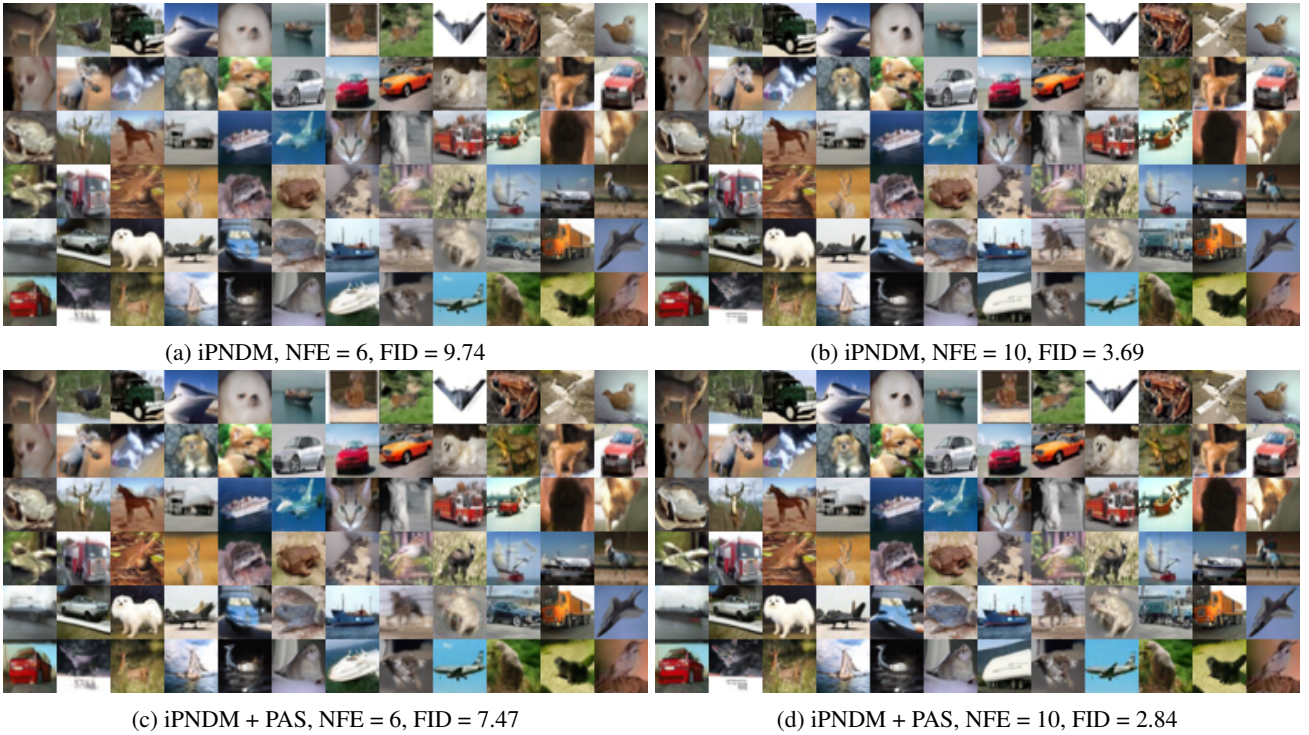 (a) iPNDM, NFE = 6, FID = 9.74
(b) iPNDM, NFE = 10, FID = 3.69
(c) iPNDM + PAS, NFE = 6, FID = 7.47
(d) iPNDM + PAS, NFE = 10, FID = 2.84